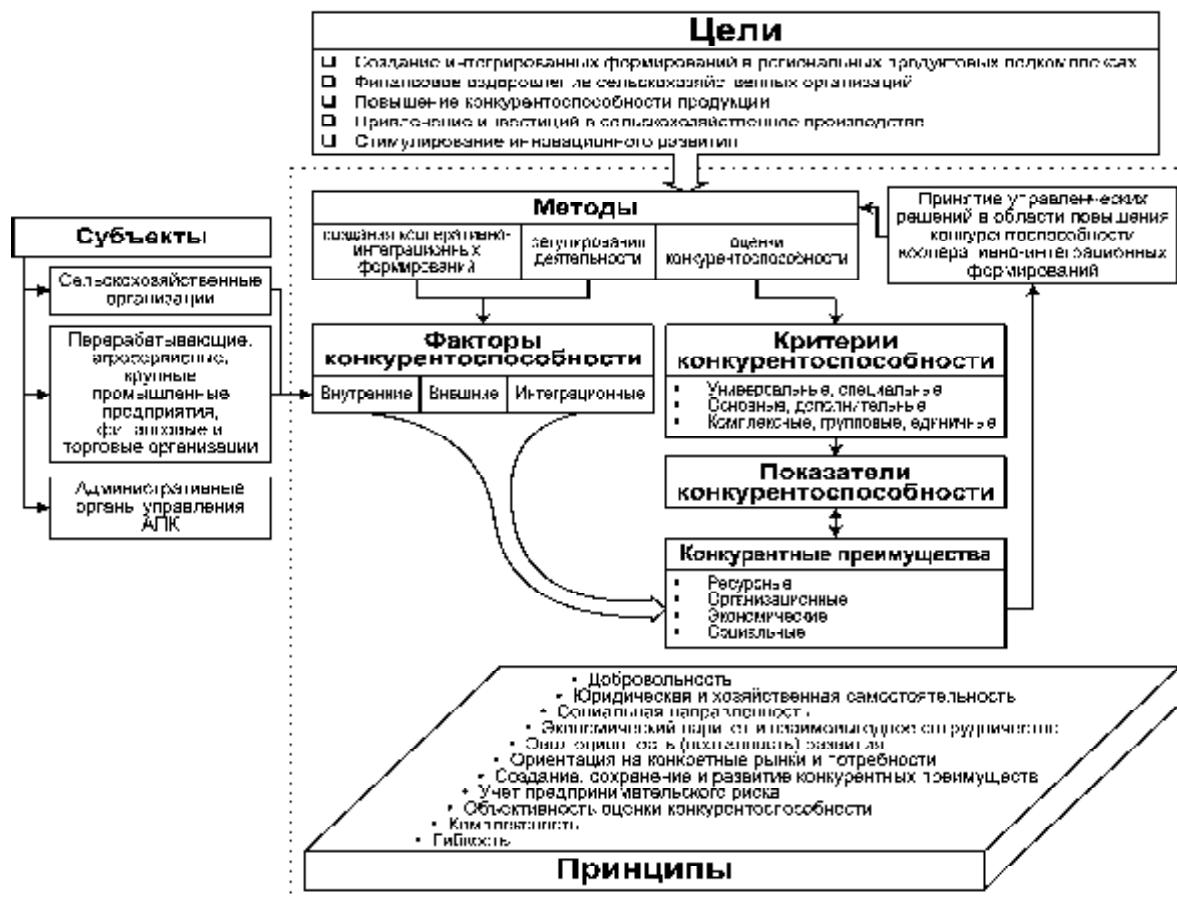 Цели
❑ Создание интегрированных формирований в региональных продуктовых подкомплексах
❑ Финансовое оздоровление сельскохозяйственных организаций
❑ Повышение конкурентоспособности продукции
❑ Привлечение инвестиций в сельскохозяйственное производство
❑ Стимулирование инновационного развития
Субъекты
Сельскохозяйственные
организации
Перерабатывающие,
агросервисные,
крупные
промышленные
предприятия,
финансовые и
торговые организации
Административные
органы управления
АПК
Методы
создания кооперативно-
интеграционных
формирований
регулирования
деятельности
оценки
конкурентоспособности
Принятие управленческих
решений в области повышения
конкурентоспособности
кооперативно-интеграционных
формирований
Факторы
конкурентоспособности
Внутренние
Внешние
Интеграционные
Критерии
конкурентоспособности
• Универсальные, специальные
• Основные, дополнительные
• Комплексные, групповые, единичные
Показатели
конкурентоспособности
Конкурентные преимущества
• Ресурсные
• Организационные
• Экономические
• Социальные
• Добровольность
• Юридическая и хозяйственная самостоятельность
• Социальная направленность
• Экономический паритет и взаимовыгодное сотрудничество
• Эволюционность (поэтапность) развития
• Ориентация на конкретные рынки и потребности
• Создание, сохранение и развитие конкурентных преимуществ
• Учет предпринимательского риска
• Объективность оценки конкурентоспособности
• Комплексность
• Гибкость
Принципы